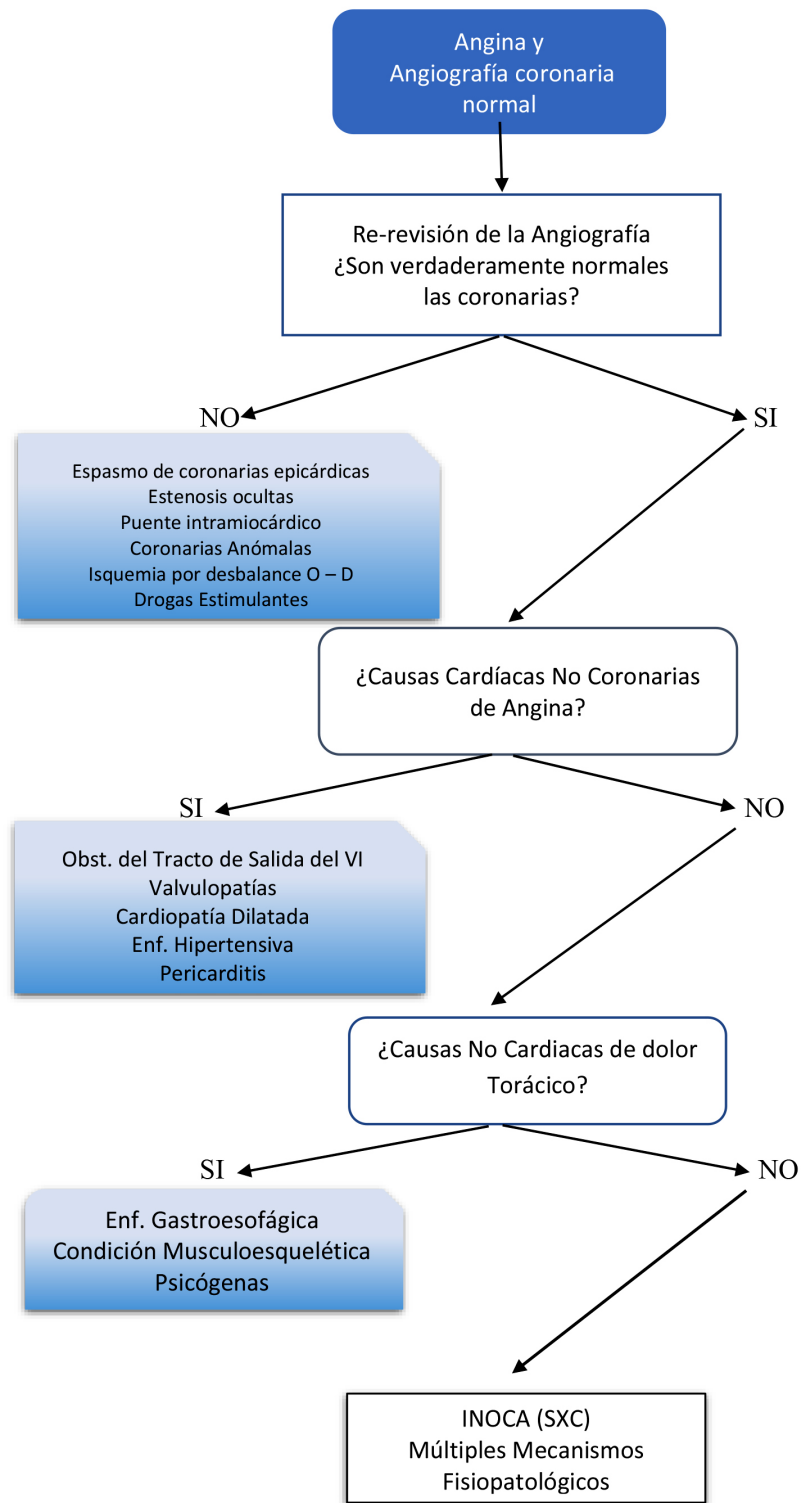 Angina y
Angiografía coronaria
normal
Re-revisión de la Angiografía
¿Son verdaderamente normales
las coronarias?
NO
SI
Espasmo de coronarias epicárdicas
Estenosis ocultas
Puente intramiocárdico
Coronarias Anómalas
Isquemia por desbalance O – D
Drogas Estimulantes
¿Causas Cardíacas No Coronarias
de Angina?
SI
NO
Obst. del Tracto de Salida del VI
Valvulopatías
Cardiopatía Dilatada
Enf. Hipertensiva
Pericarditis
¿Causas No Cardiacas de dolor
Torácico?
SI
NO
Enf. Gastroesofágica
Condición Musculoesquelética
Psicógenas
INOCA (SXC)
Múltiples Mecanismos
Fisiopatológicos